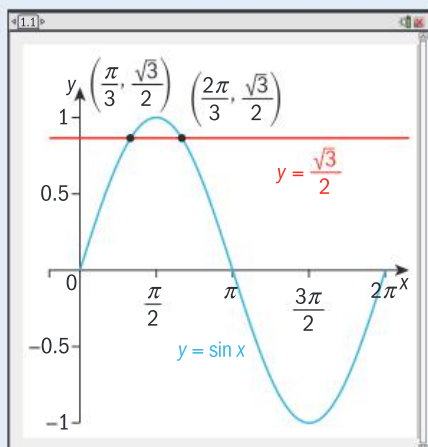 1.1
y (π/3, √3/2) (2π/3, √3/2)
1
y = √3/2
0.5
0 π/2 π 3π/2 2π x
−0.5
y = sin x
−1